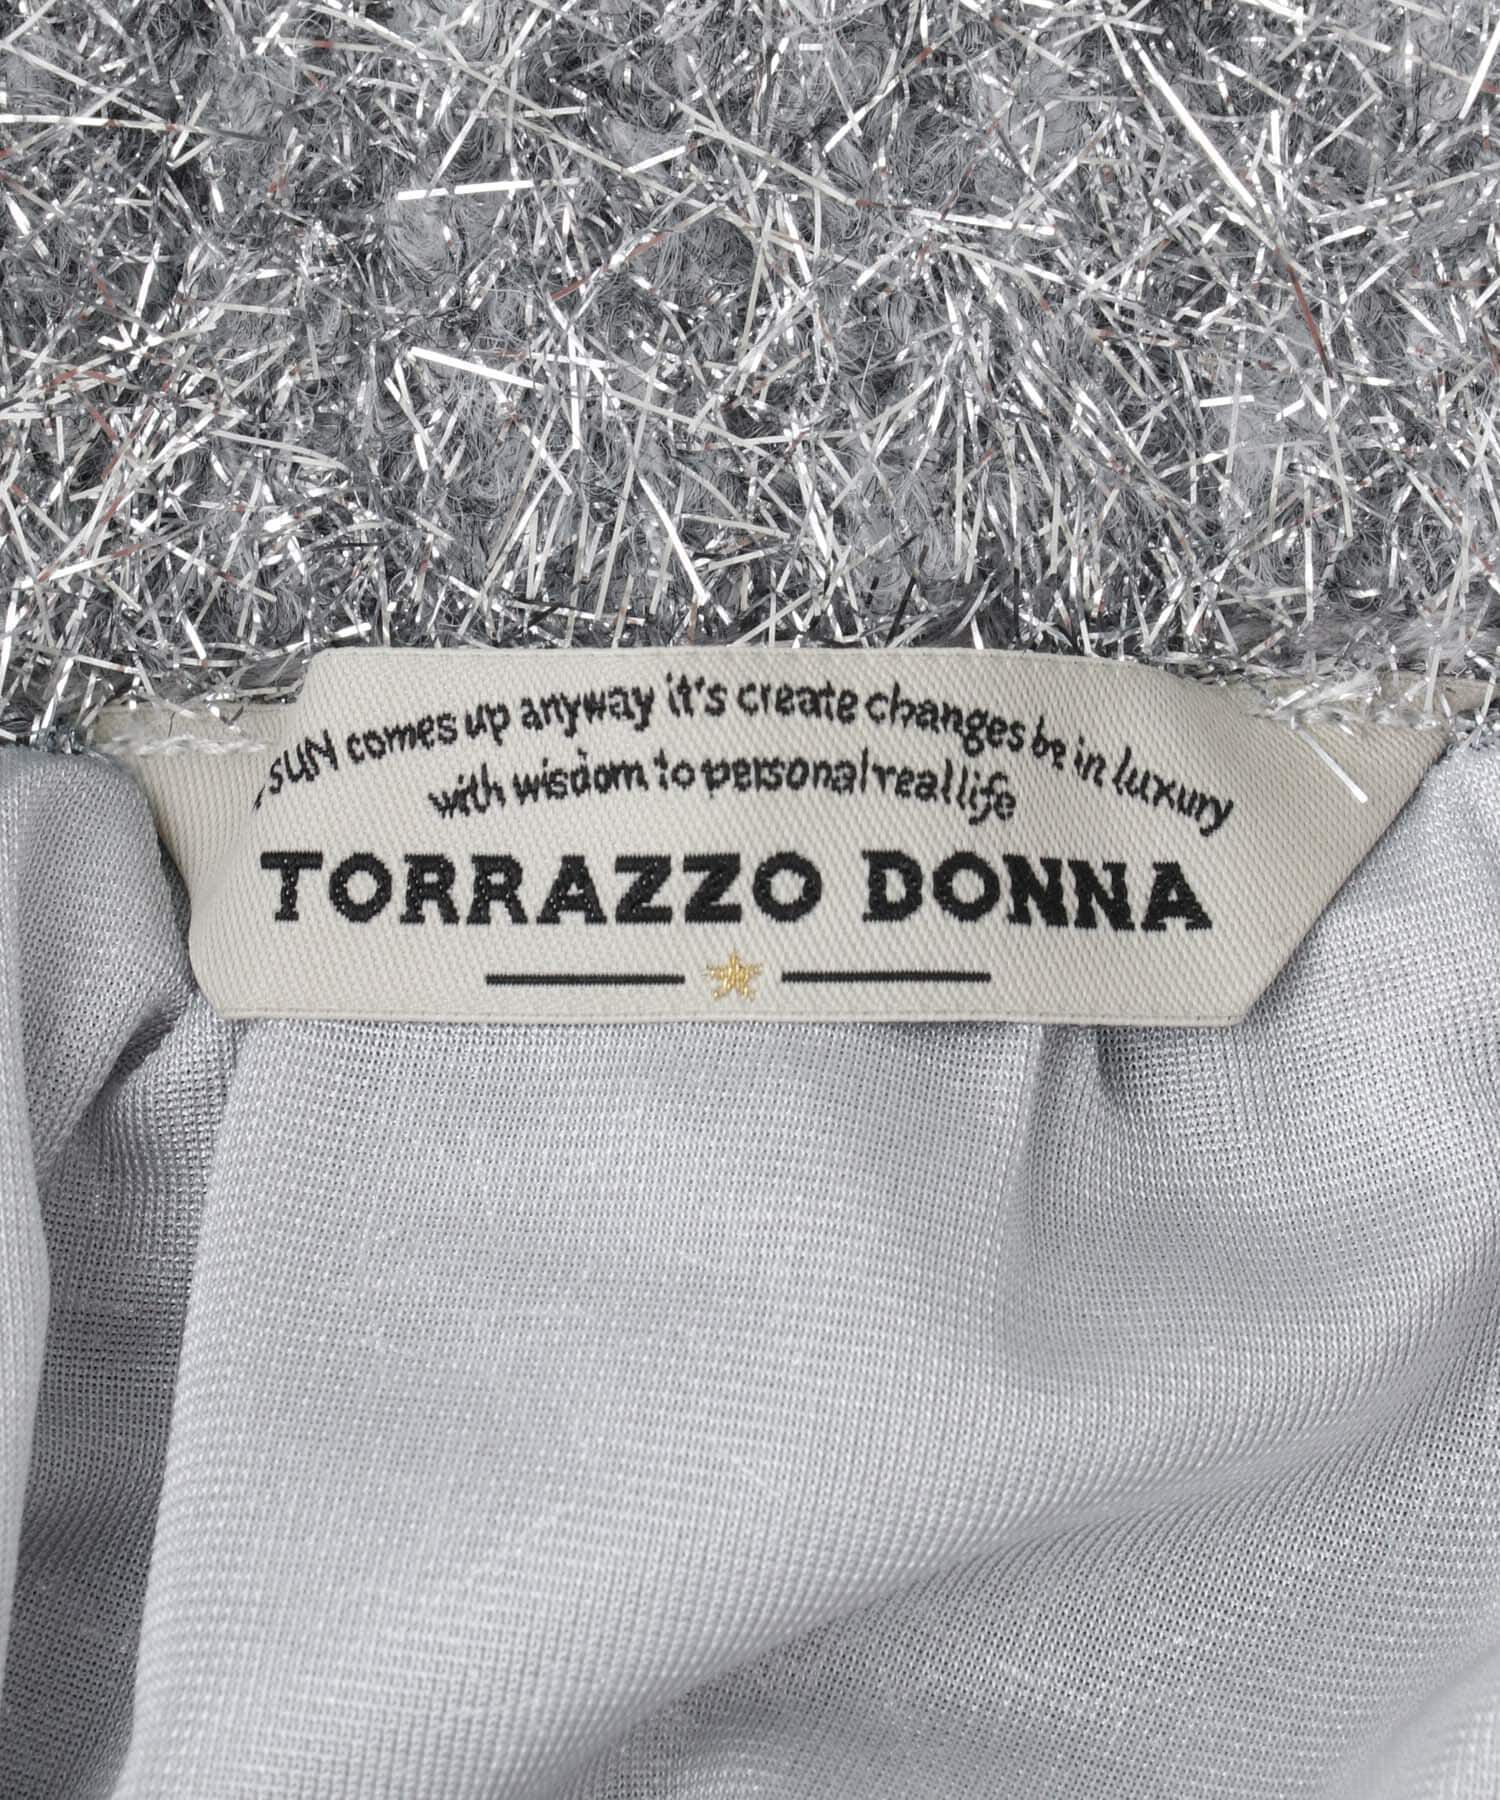 SUN comes up anyway it's create changes be in luxury
with wisdom to personal real life
TORRAZZO DONNA